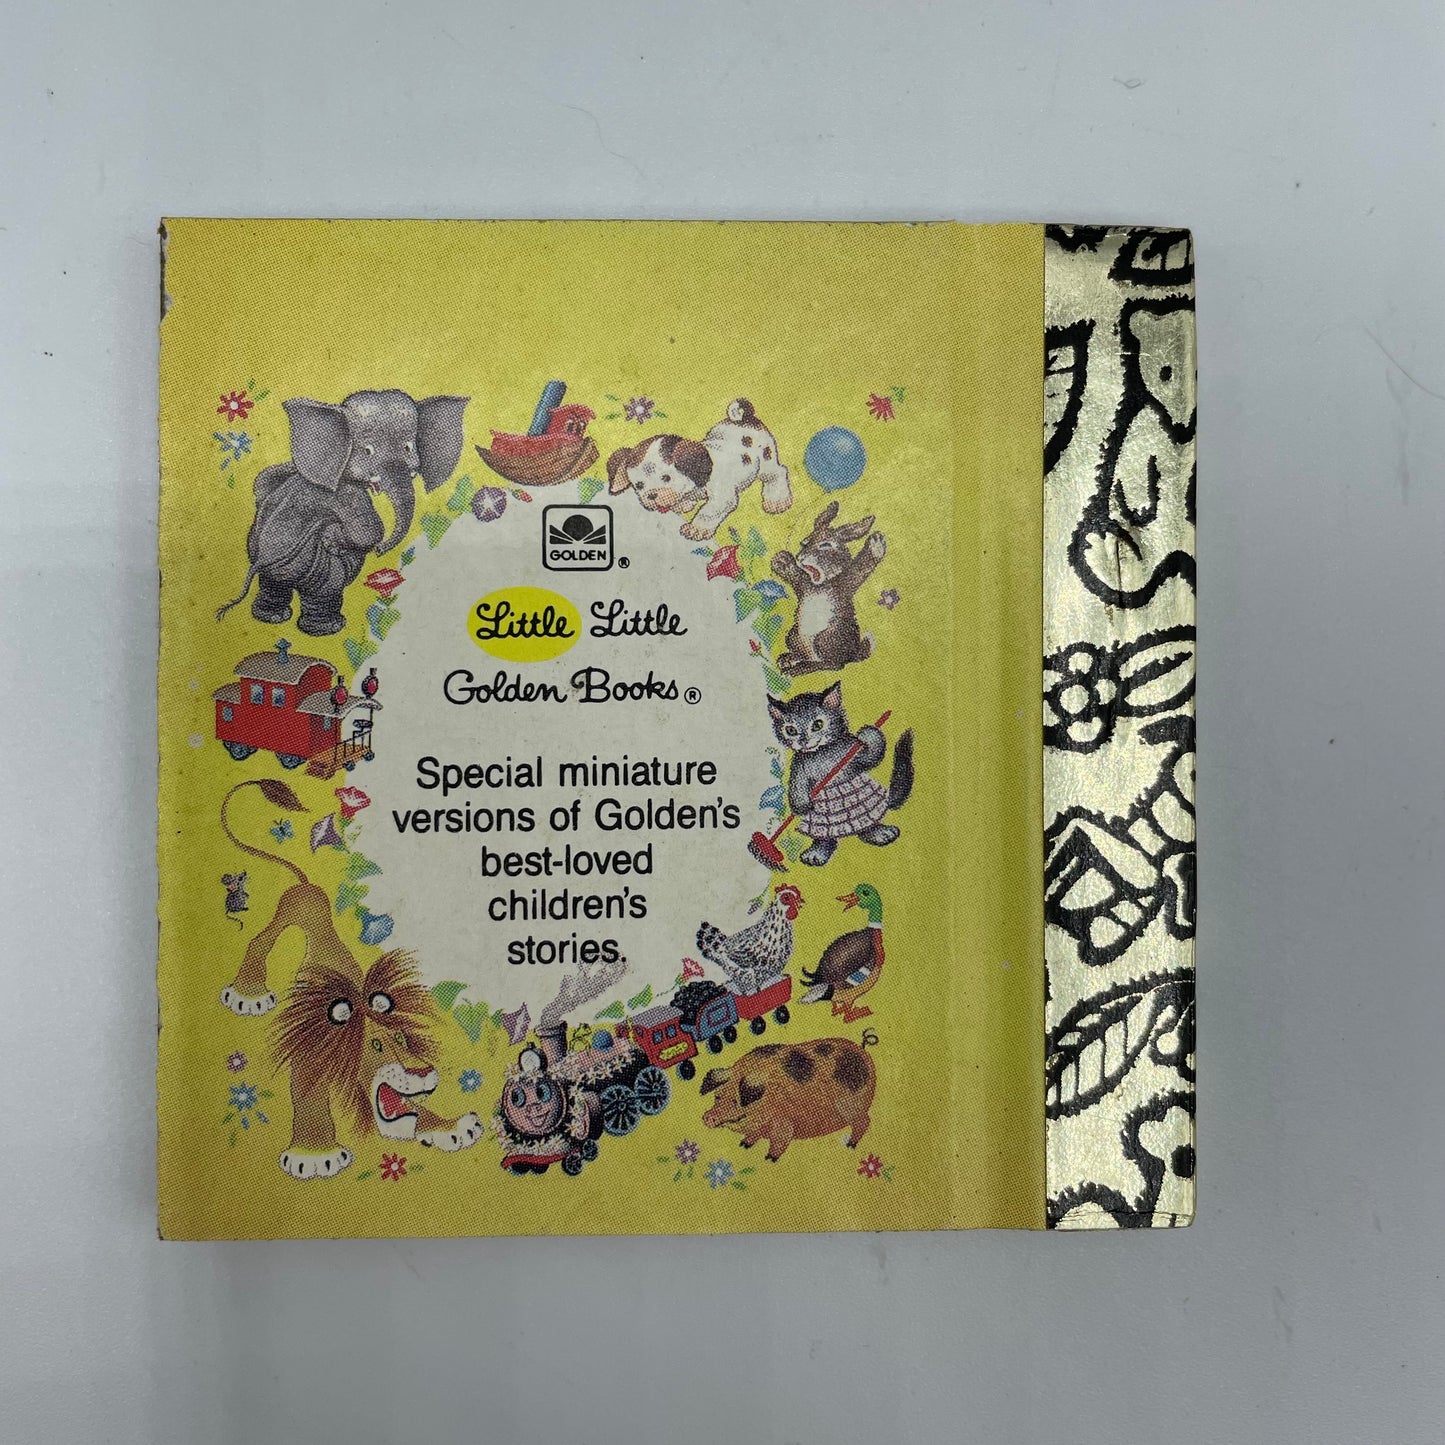 GOLDEN®
Little Little
Golden Books®
Special miniature
versions of Golden's
best-loved
children's
stories.